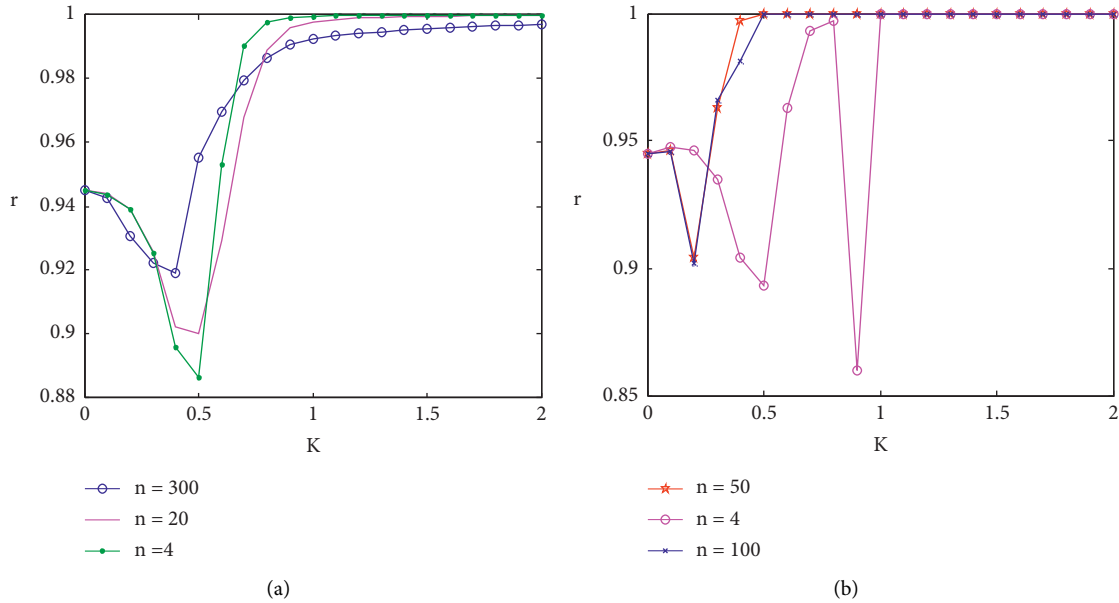 1
0.98
0.96
0.94
0.92
0.9
0.88
r
0 0.5 1 1.5 2
K
n = 300
n = 20
n =4
(a)
1
0.95
0.9
0.85
r
0 0.5 1 1.5 2
K
n = 50
n = 4
n = 100
(b)